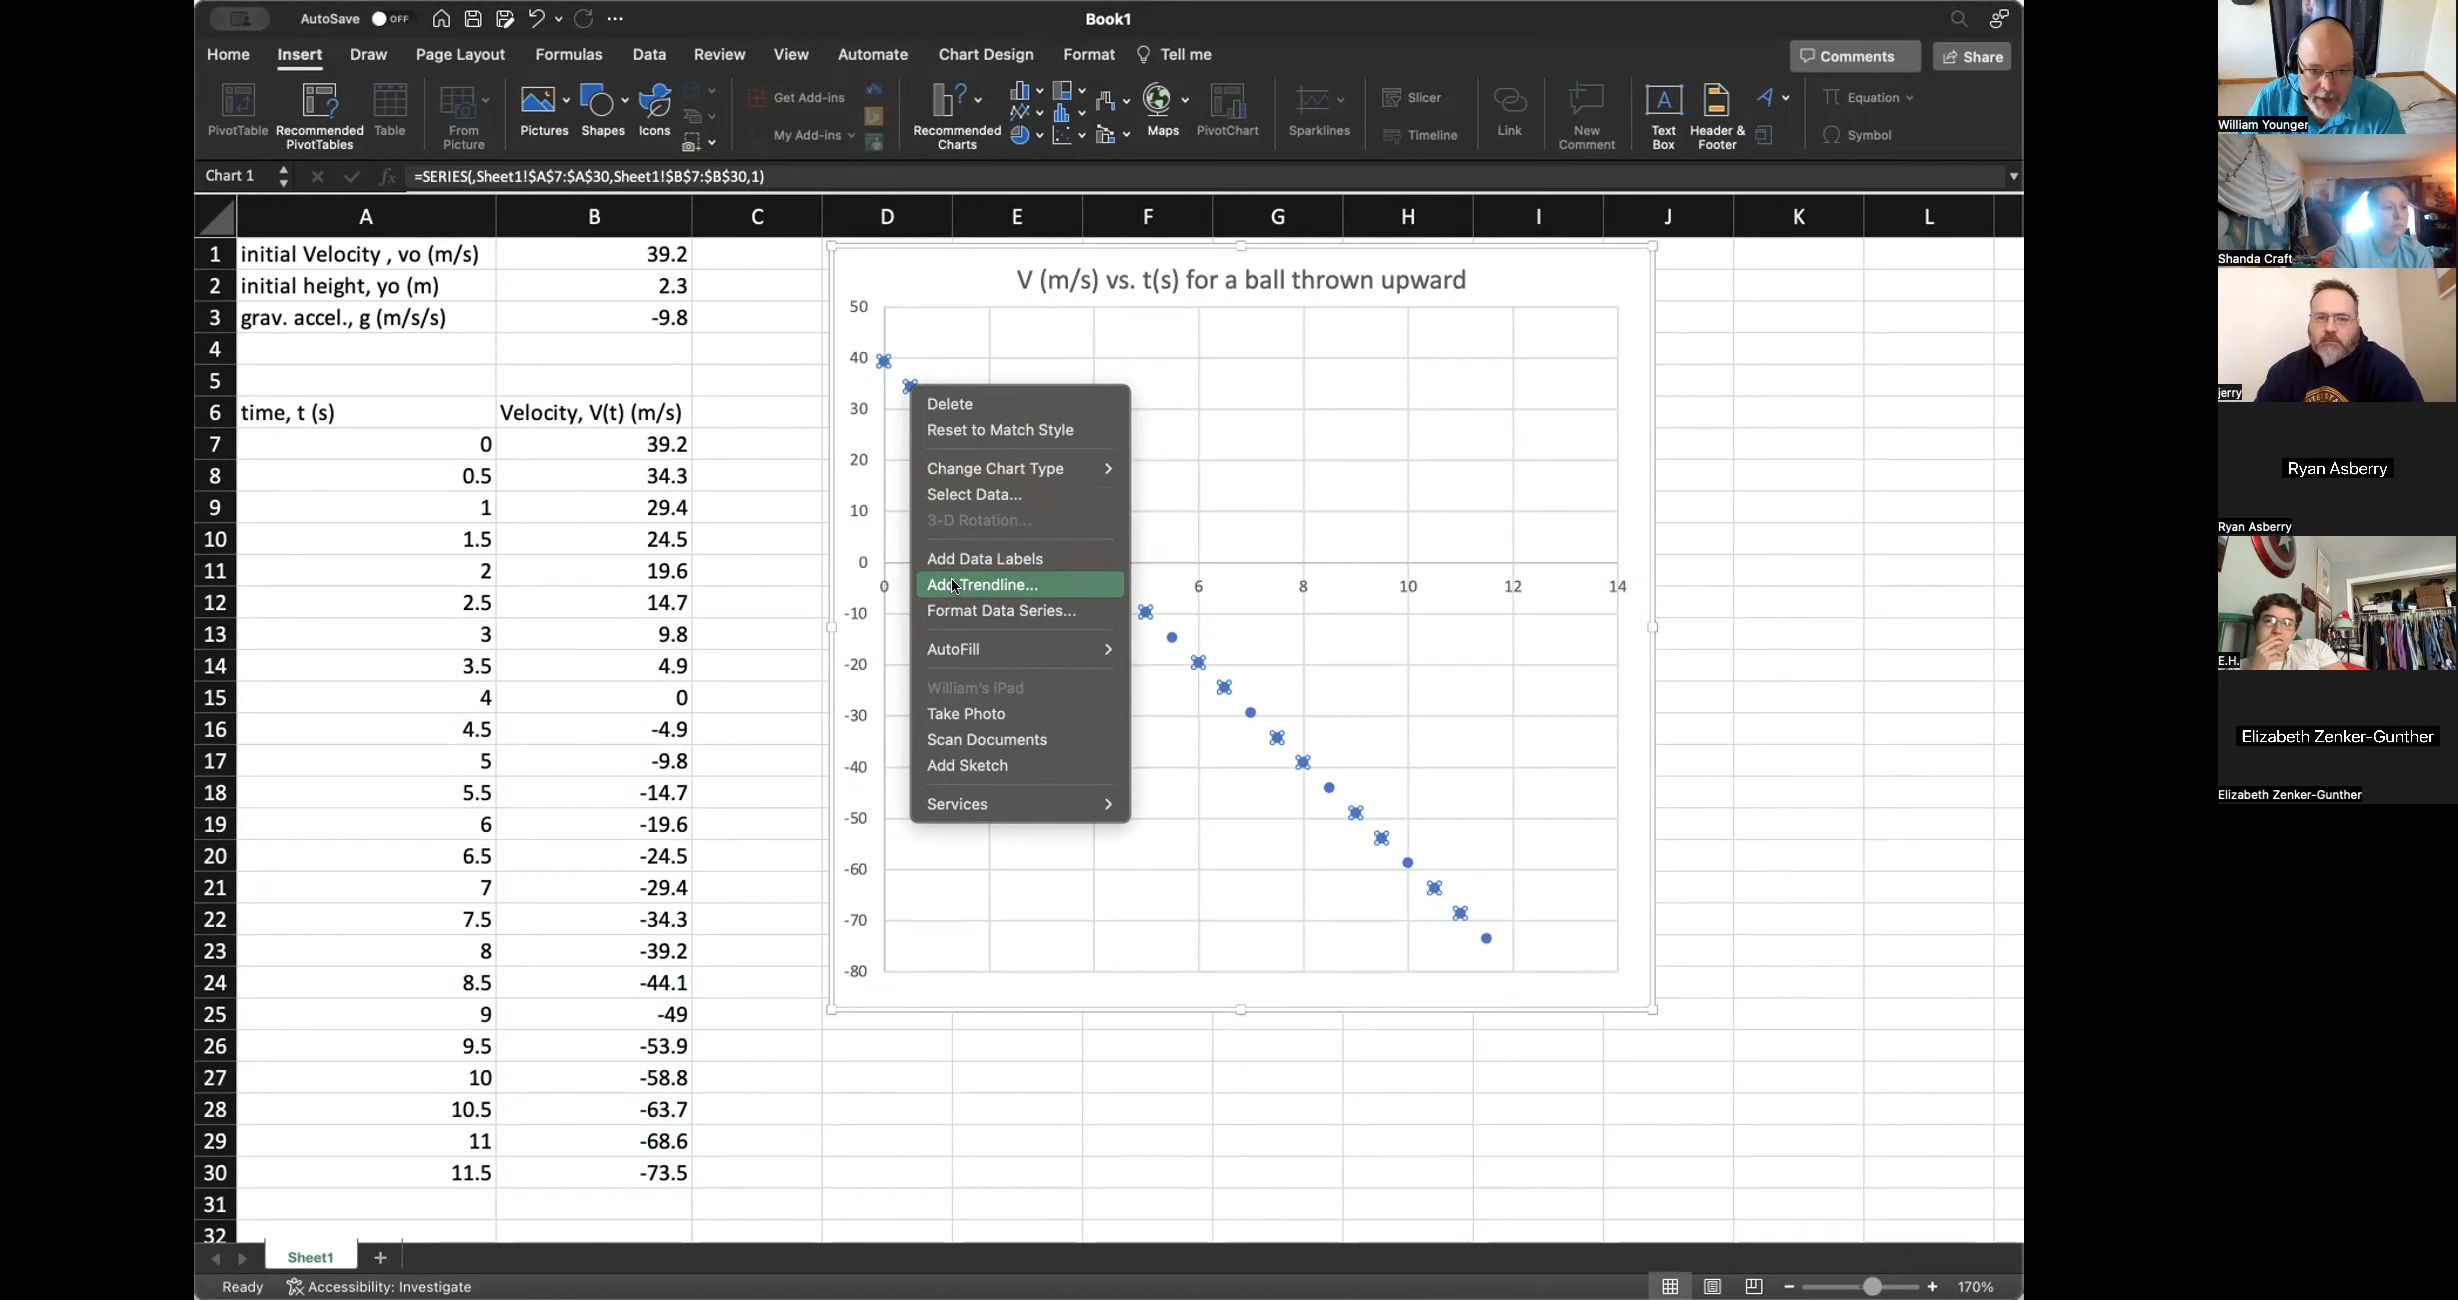 AutoSave OFF
Book1
Home Insert Draw Page Layout Formulas Data Review View Automate Chart Design Format Tell me
Comments Share
PivotTable
Recommended PivotTables
Table
From Picture
Pictures
Shapes
Icons
Get Add-ins
My Add-ins
Recommended Charts
Maps
PivotChart
Sparklines
Slicer
Timeline
Link
New Comment
Text Box
Header & Footer
Equation
Symbol
Chart 1
fx =SERIES(,Sheet1!$A$7:$A$30,Sheet1!$B$7:$B$30,1)
A B C D E F G H I J K L
1 initial Velocity , vo (m/s) 39.2
2 initial height, yo (m) 2.3
3 grav. accel., g (m/s/s) -9.8
4
5
6 time, t (s) Velocity, V(t) (m/s)
7 0 39.2
8 0.5 34.3
9 1 29.4
10 1.5 24.5
11 2 19.6
12 2.5 14.7
13 3 9.8
14 3.5 4.9
15 4 0
16 4.5 -4.9
17 5 -9.8
18 5.5 -14.7
19 6 -19.6
20 6.5 -24.5
21 7 -29.4
22 7.5 -34.3
23 8 -39.2
24 8.5 -44.1
25 9 -49
26 9.5 -53.9
27 10 -58.8
28 10.5 -63.7
29 11 -68.6
30 11.5 -73.5
31
32
V (m/s) vs. t(s) for a ball thrown upward
50
40
30
20
10
0
-10
-20
-30
-40
-50
-60
-70
-80
0 6 8 10 12 14
Delete
Reset to Match Style
Change Chart Type
Select Data...
3-D Rotation...
Add Data Labels
Add Trendline...
Format Data Series...
AutoFill
William's iPad
Take Photo
Scan Documents
Add Sketch
Services
Sheet1 +
Ready Accessibility: Investigate
170%
William Younger
Shanda Craft
jerry
Ryan Asberry
Ryan Asberry
E.H.
Elizabeth Zenker-Gunther
Elizabeth Zenker-Gunther